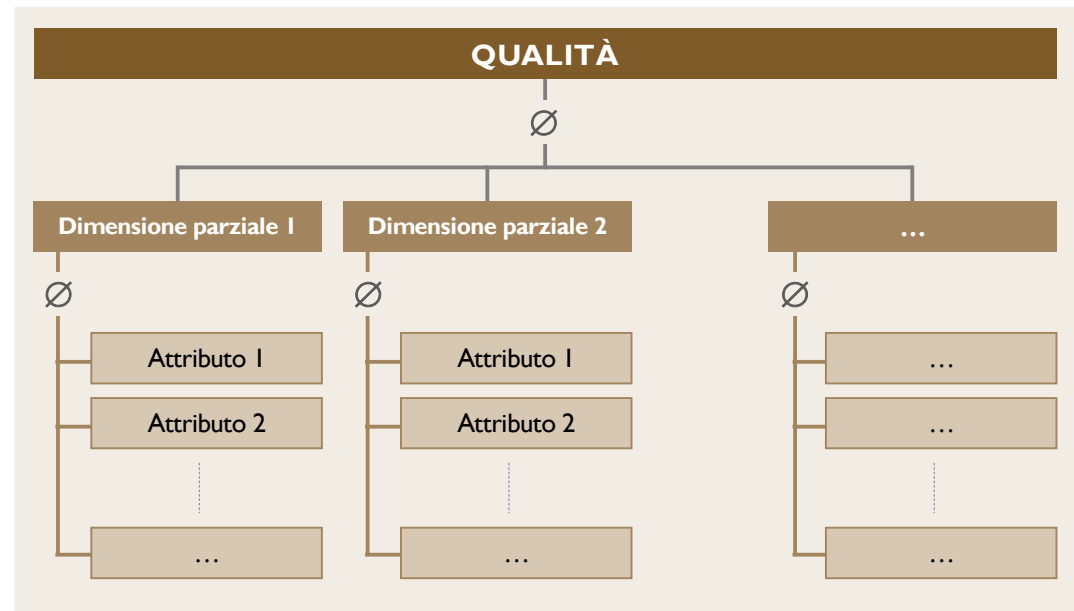 QUALITÀ
∅
Dimensione parziale 1
Dimensione parziale 2
…
∅
∅
∅
Attributo 1
Attributo 1
…
Attributo 2
Attributo 2
…
…
…
…